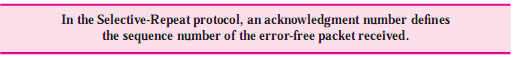 In the Selective-Repeat protocol, an acknowledgment number defines
the sequence number of the error-free packet received.